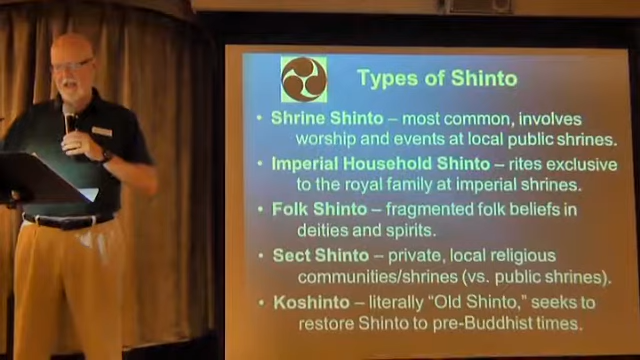 Types of Shinto
• Shrine Shinto – most common, involves
worship and events at local public shrines.
• Imperial Household Shinto – rites exclusive
to the royal family at imperial shrines.
• Folk Shinto – fragmented folk beliefs in
deities and spirits.
• Sect Shinto – private, local religious
communities/shrines (vs. public shrines).
• Koshinto – literally “Old Shinto,” seeks to
restore Shinto to pre-Buddhist times.